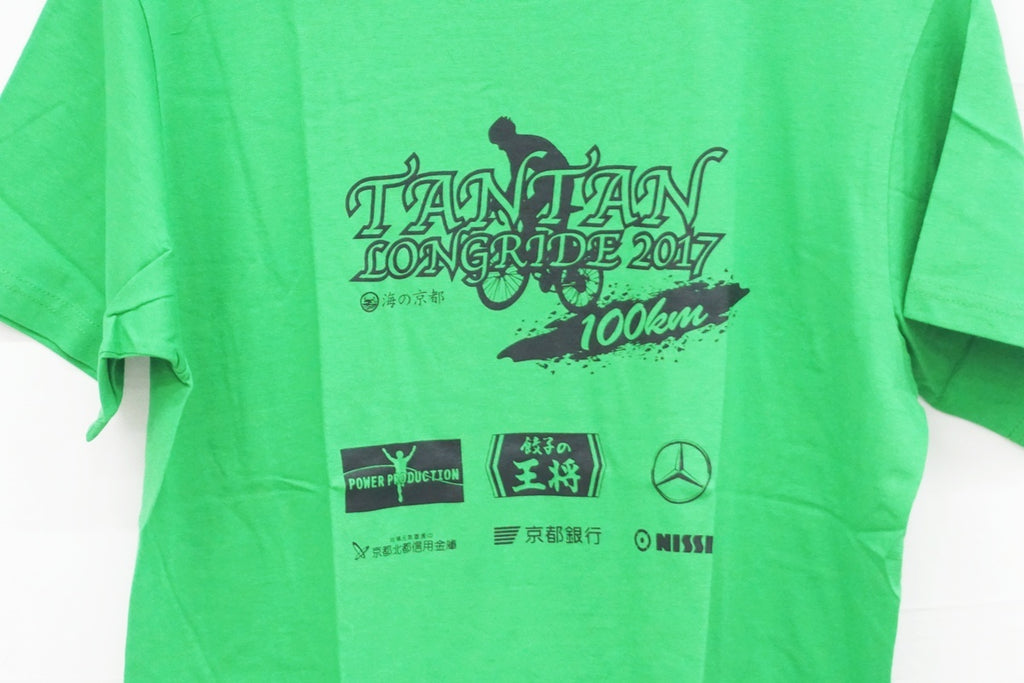 TANTAN
LONGRIDE 2017
海の京都
100km
POWER PRODUCTION
餃子の
王将
京都北都信用金庫
京都銀行
NISSI